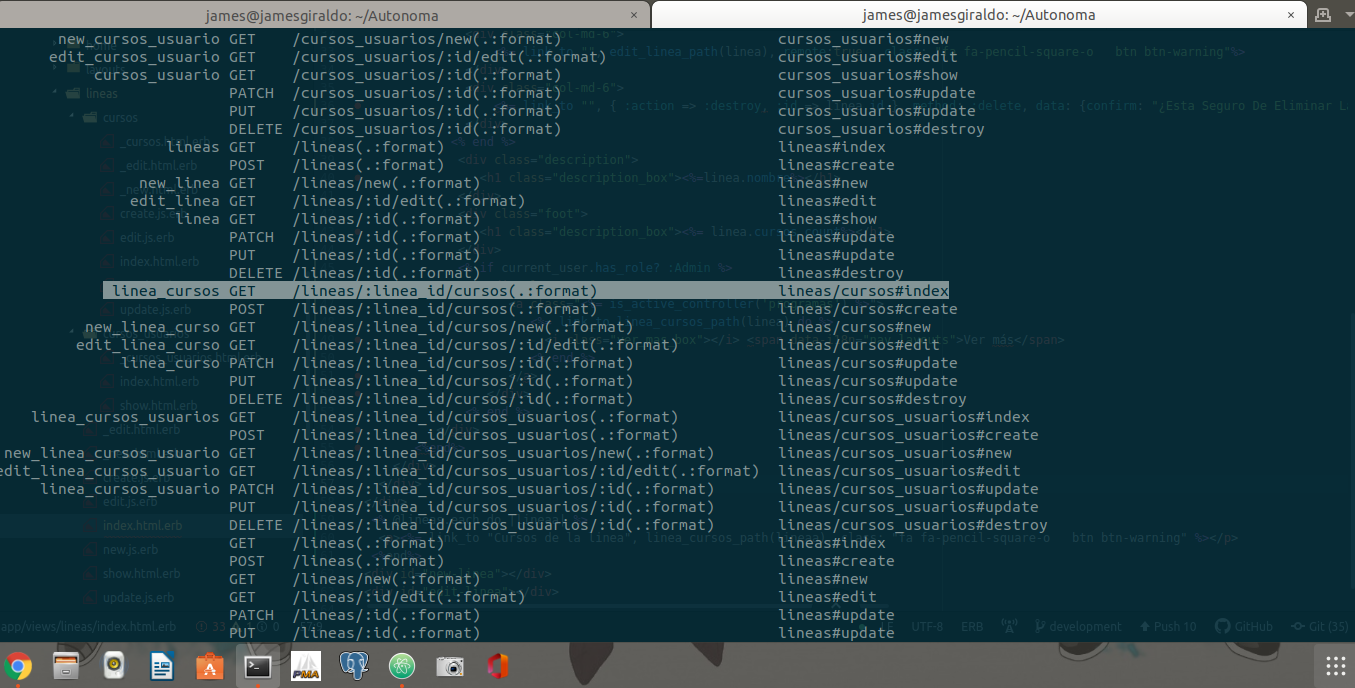 james@jamesgiraldo: ~/Autonoma × james@jamesgiraldo: ~/Autonoma ×
new_cursos_usuario GET /cursos_usuarios/new(.:format) cursos_usuarios#new
edit_cursos_usuario GET /cursos_usuarios/:id/edit(.:format) cursos_usuarios#edit
cursos_usuario GET /cursos_usuarios/:id(.:format) cursos_usuarios#show
PATCH /cursos_usuarios/:id(.:format) cursos_usuarios#update
PUT /cursos_usuarios/:id(.:format) cursos_usuarios#update
DELETE /cursos_usuarios/:id(.:format) cursos_usuarios#destroy
lineas GET /lineas(.:format) lineas#index
POST /lineas(.:format) lineas#create
new_linea GET /lineas/new(.:format) lineas#new
edit_linea GET /lineas/:id/edit(.:format) lineas#edit
linea GET /lineas/:id(.:format) lineas#show
PATCH /lineas/:id(.:format) lineas#update
PUT /lineas/:id(.:format) lineas#update
DELETE /lineas/:id(.:format) lineas#destroy
linea_cursos GET /lineas/:linea_id/cursos(.:format) lineas/cursos#index
POST /lineas/:linea_id/cursos(.:format) lineas/cursos#create
new_linea_curso GET /lineas/:linea_id/cursos/new(.:format) lineas/cursos#new
edit_linea_curso GET /lineas/:linea_id/cursos/:id/edit(.:format) lineas/cursos#edit
linea_curso PATCH /lineas/:linea_id/cursos/:id(.:format) lineas/cursos#update
PUT /lineas/:linea_id/cursos/:id(.:format) lineas/cursos#update
DELETE /lineas/:linea_id/cursos/:id(.:format) lineas/cursos#destroy
linea_cursos_usuarios GET /lineas/:linea_id/cursos_usuarios(.:format) lineas/cursos_usuarios#index
POST /lineas/:linea_id/cursos_usuarios(.:format) lineas/cursos_usuarios#create
new_linea_cursos_usuario GET /lineas/:linea_id/cursos_usuarios/new(.:format) lineas/cursos_usuarios#new
edit_linea_cursos_usuario GET /lineas/:linea_id/cursos_usuarios/:id/edit(.:format) lineas/cursos_usuarios#edit
linea_cursos_usuario PATCH /lineas/:linea_id/cursos_usuarios/:id(.:format) lineas/cursos_usuarios#update
PUT /lineas/:linea_id/cursos_usuarios/:id(.:format) lineas/cursos_usuarios#update
DELETE /lineas/:linea_id/cursos_usuarios/:id(.:format) lineas/cursos_usuarios#destroy
GET /lineas(.:format) lineas#index
POST /lineas(.:format) lineas#create
GET /lineas/new(.:format) lineas#new
GET /lineas/:id/edit(.:format) lineas#edit
PATCH /lineas/:id(.:format) lineas#update
PUT /lineas/:id(.:format) lineas#update
app/views/lineas/index.html.erb UTF-8 ERB development Push 10 GitHub Git (35)
PMA